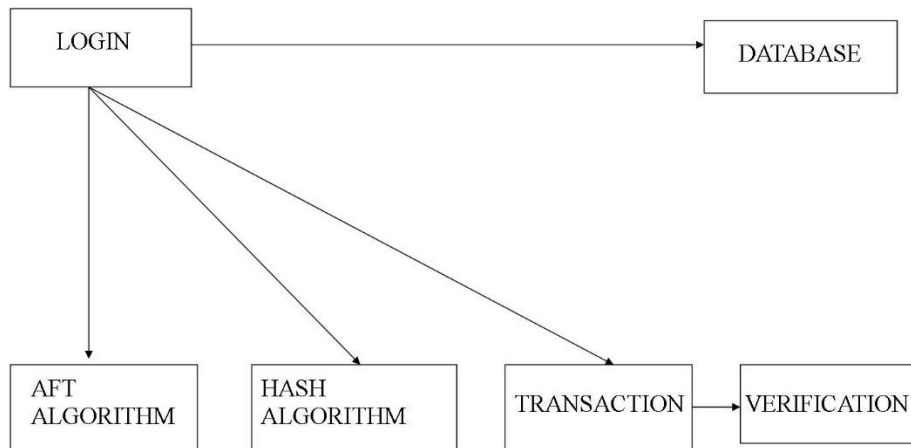 LOGIN
DATABASE
AFT
ALGORITHM
HASH
ALGORITHM
TRANSACTION
VERIFICATION